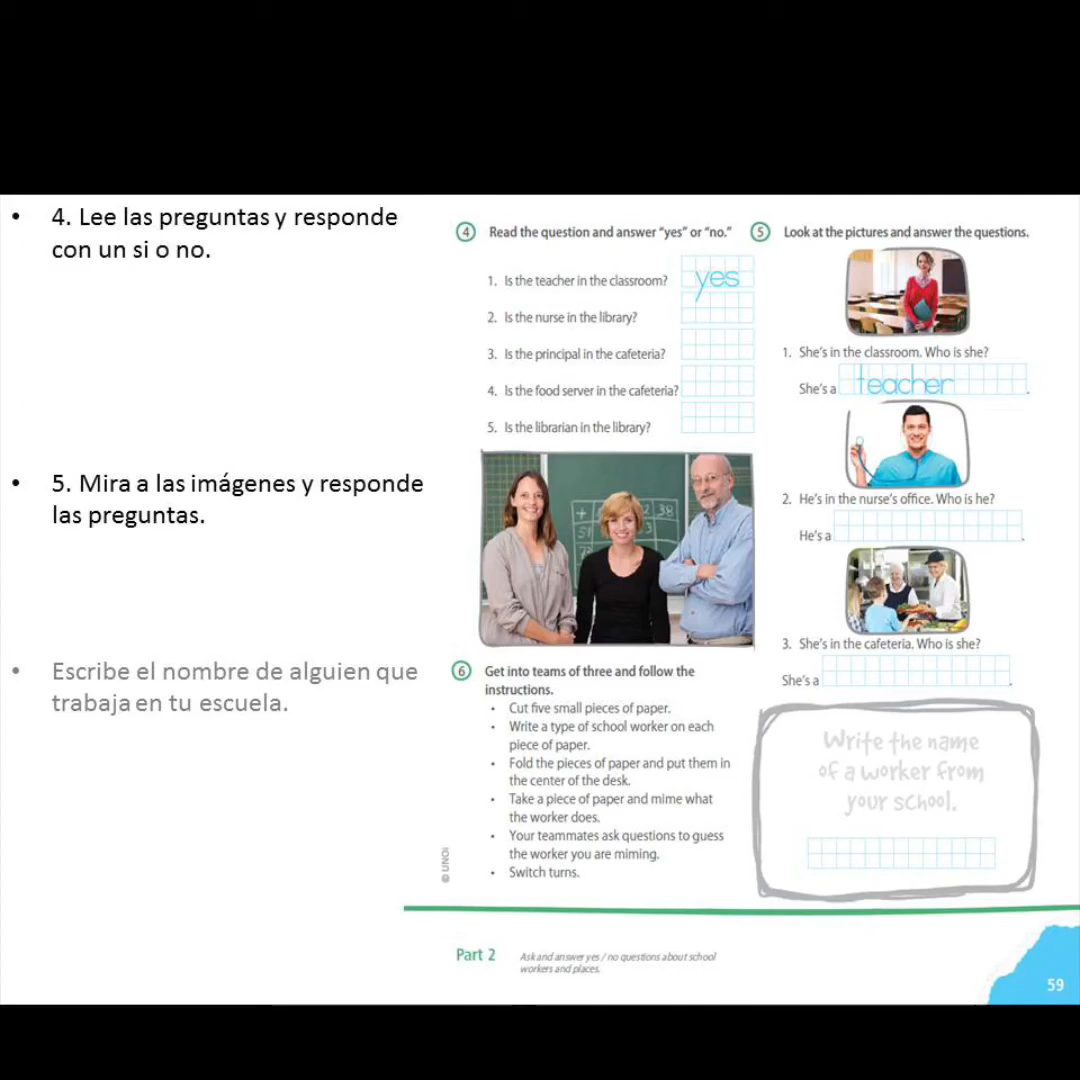 • 4. Lee las preguntas y responde
con un si o no.
• 5. Mira a las imágenes y responde
las preguntas.
• Escribe el nombre de alguien que
trabaja en tu escuela.
4 Read the question and answer “yes” or “no.”
1. Is the teacher in the classroom? yes
2. Is the nurse in the library?
3. Is the principal in the cafeteria?
4. Is the food server in the cafeteria?
5. Is the librarian in the library?
+ 2 38
51 3
6 Get into teams of three and follow the
instructions.
• Cut five small pieces of paper.
• Write a type of school worker on each
piece of paper.
• Fold the pieces of paper and put them in
the center of the desk.
• Take a piece of paper and mime what
the worker does.
• Your teammates ask questions to guess
the worker you are miming.
• Switch turns.
5 Look at the pictures and answer the questions.
1. She’s in the classroom. Who is she?
She’s a teacher.
2. He’s in the nurse’s office. Who is he?
He’s a .
3. She’s in the cafeteria. Who is she?
She’s a .
Write the name
of a worker from
your school.
© UNOi
Part 2 Ask and answer yes / no questions about school
workers and places.
59